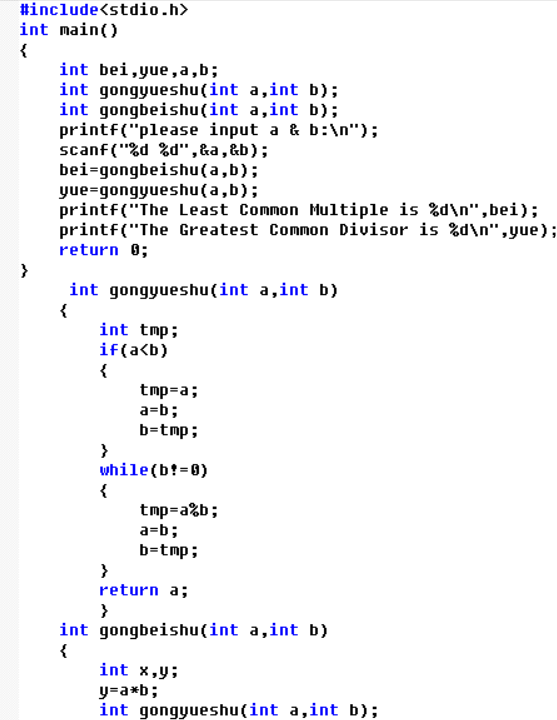 #include<stdio.h>
int main()
{
int bei,yue,a,b;
int gongyueshu(int a,int b);
int gongbeishu(int a,int b);
printf("please input a & b:\n");
scanf("%d %d",&a,&b);
bei=gongbeishu(a,b);
yue=gongyueshu(a,b);
printf("The Least Common Multiple is %d\n",bei);
printf("The Greatest Common Divisor is %d\n",yue);
return 0;
}
int gongyueshu(int a,int b)
{
int tmp;
if(a<b)
{
tmp=a;
a=b;
b=tmp;
}
while(b!=0)
{
tmp=a%b;
a=b;
b=tmp;
}
return a;
}
int gongbeishu(int a,int b)
{
int x,y;
y=a*b;
int gongyueshu(int a,int b);